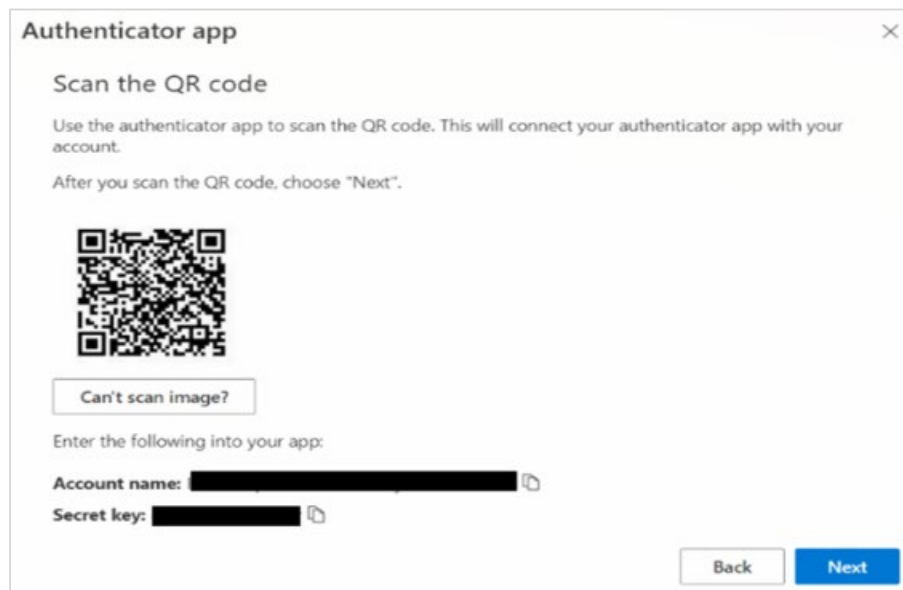 Authenticator app
Scan the QR code
Use the authenticator app to scan the QR code. This will connect your authenticator app with your
account.
After you scan the QR code, choose "Next".
Can't scan image?
Enter the following into your app:
Account name:
Secret key:
Back Next